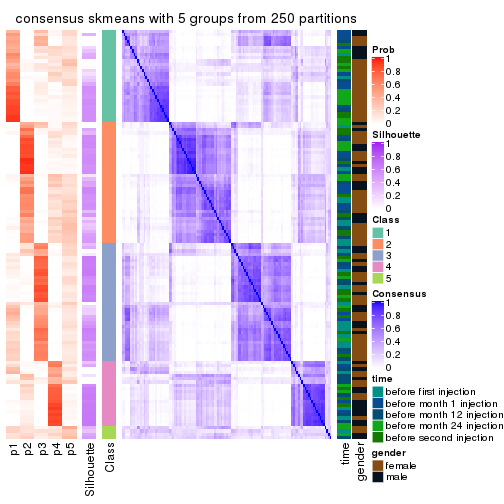 consensus skmeans with 5 groups from 250 partitions
Prob
1
0.8
0.6
0.4
0.2
0
Silhouette
1
0.8
0.6
0.4
0.2
0
Class
1
2
3
4
5
Consensus
1
0.8
0.6
0.4
0.2
0
time
before first injection
before month 1 injection
before month 12 injection
before month 24 injection
before second injection
gender
female
male
p1
p2
p3
p4
p5
Silhouette
Class
time
gender